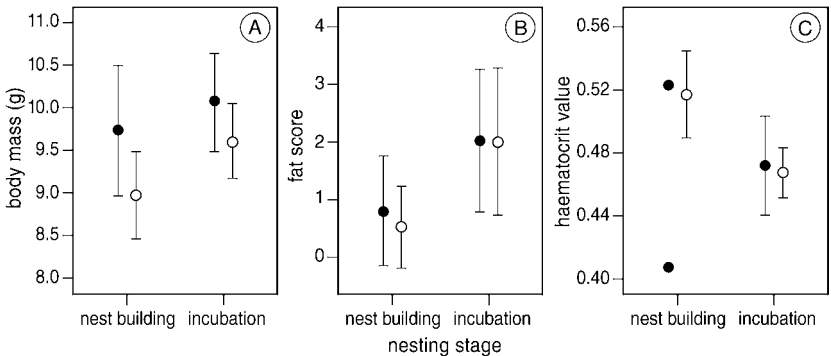 A
body mass (g)
11.0
10.5
10.0
9.5
9.0
8.5
8.0
nest building
incubation
B
fat score
4
3
2
1
0
nest building
incubation
nesting stage
C
haematocrit value
0.56
0.52
0.48
0.44
0.40
nest building
incubation